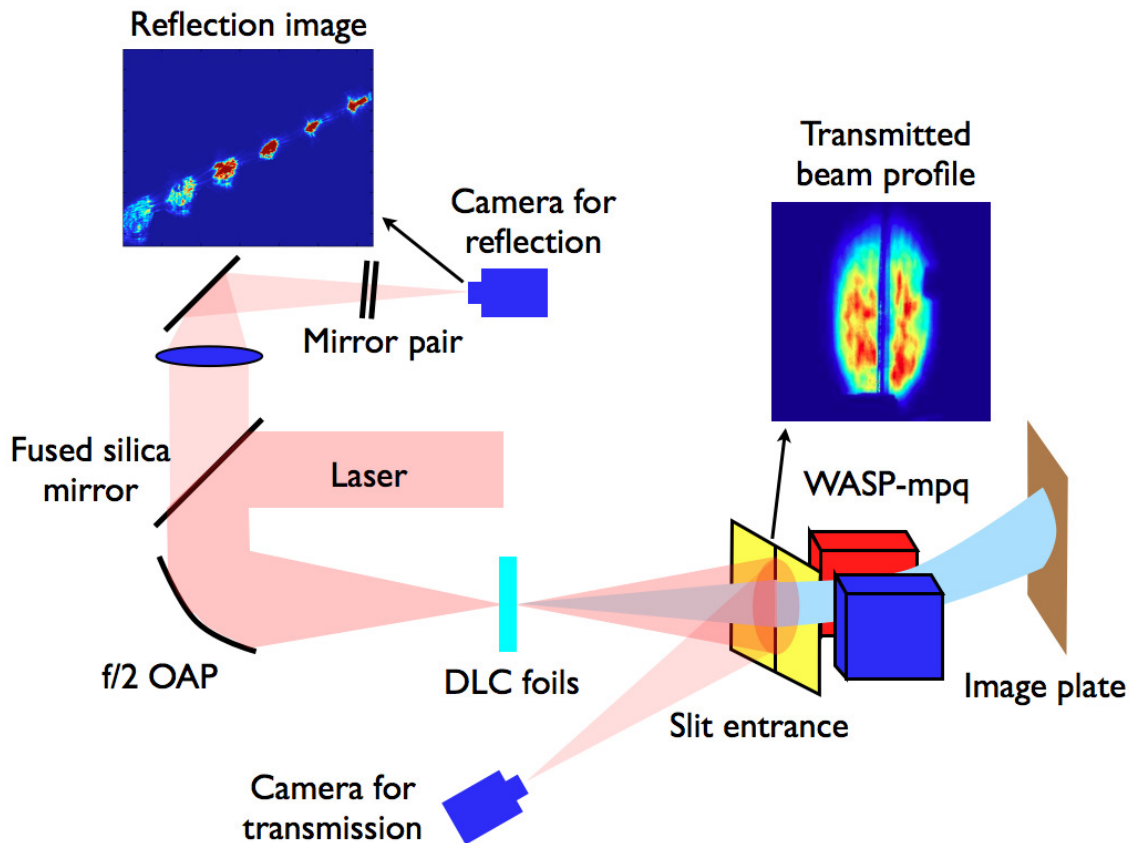 Reflection image
Transmitted
beam profile
Camera for
reflection
Mirror pair
Fused silica
mirror
Laser
WASP-mpq
f/2 OAP
DLC foils
Slit entrance
Image plate
Camera for
transmission